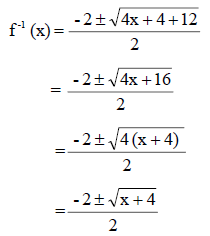 f⁻¹ (x) = (-2 ± √(4x + 4 + 12)) / 2
= (-2 ± √(4x + 16)) / 2
= (-2 ± √(4 (x + 4))) / 2
= (-2 ± √(x + 4)) / 2